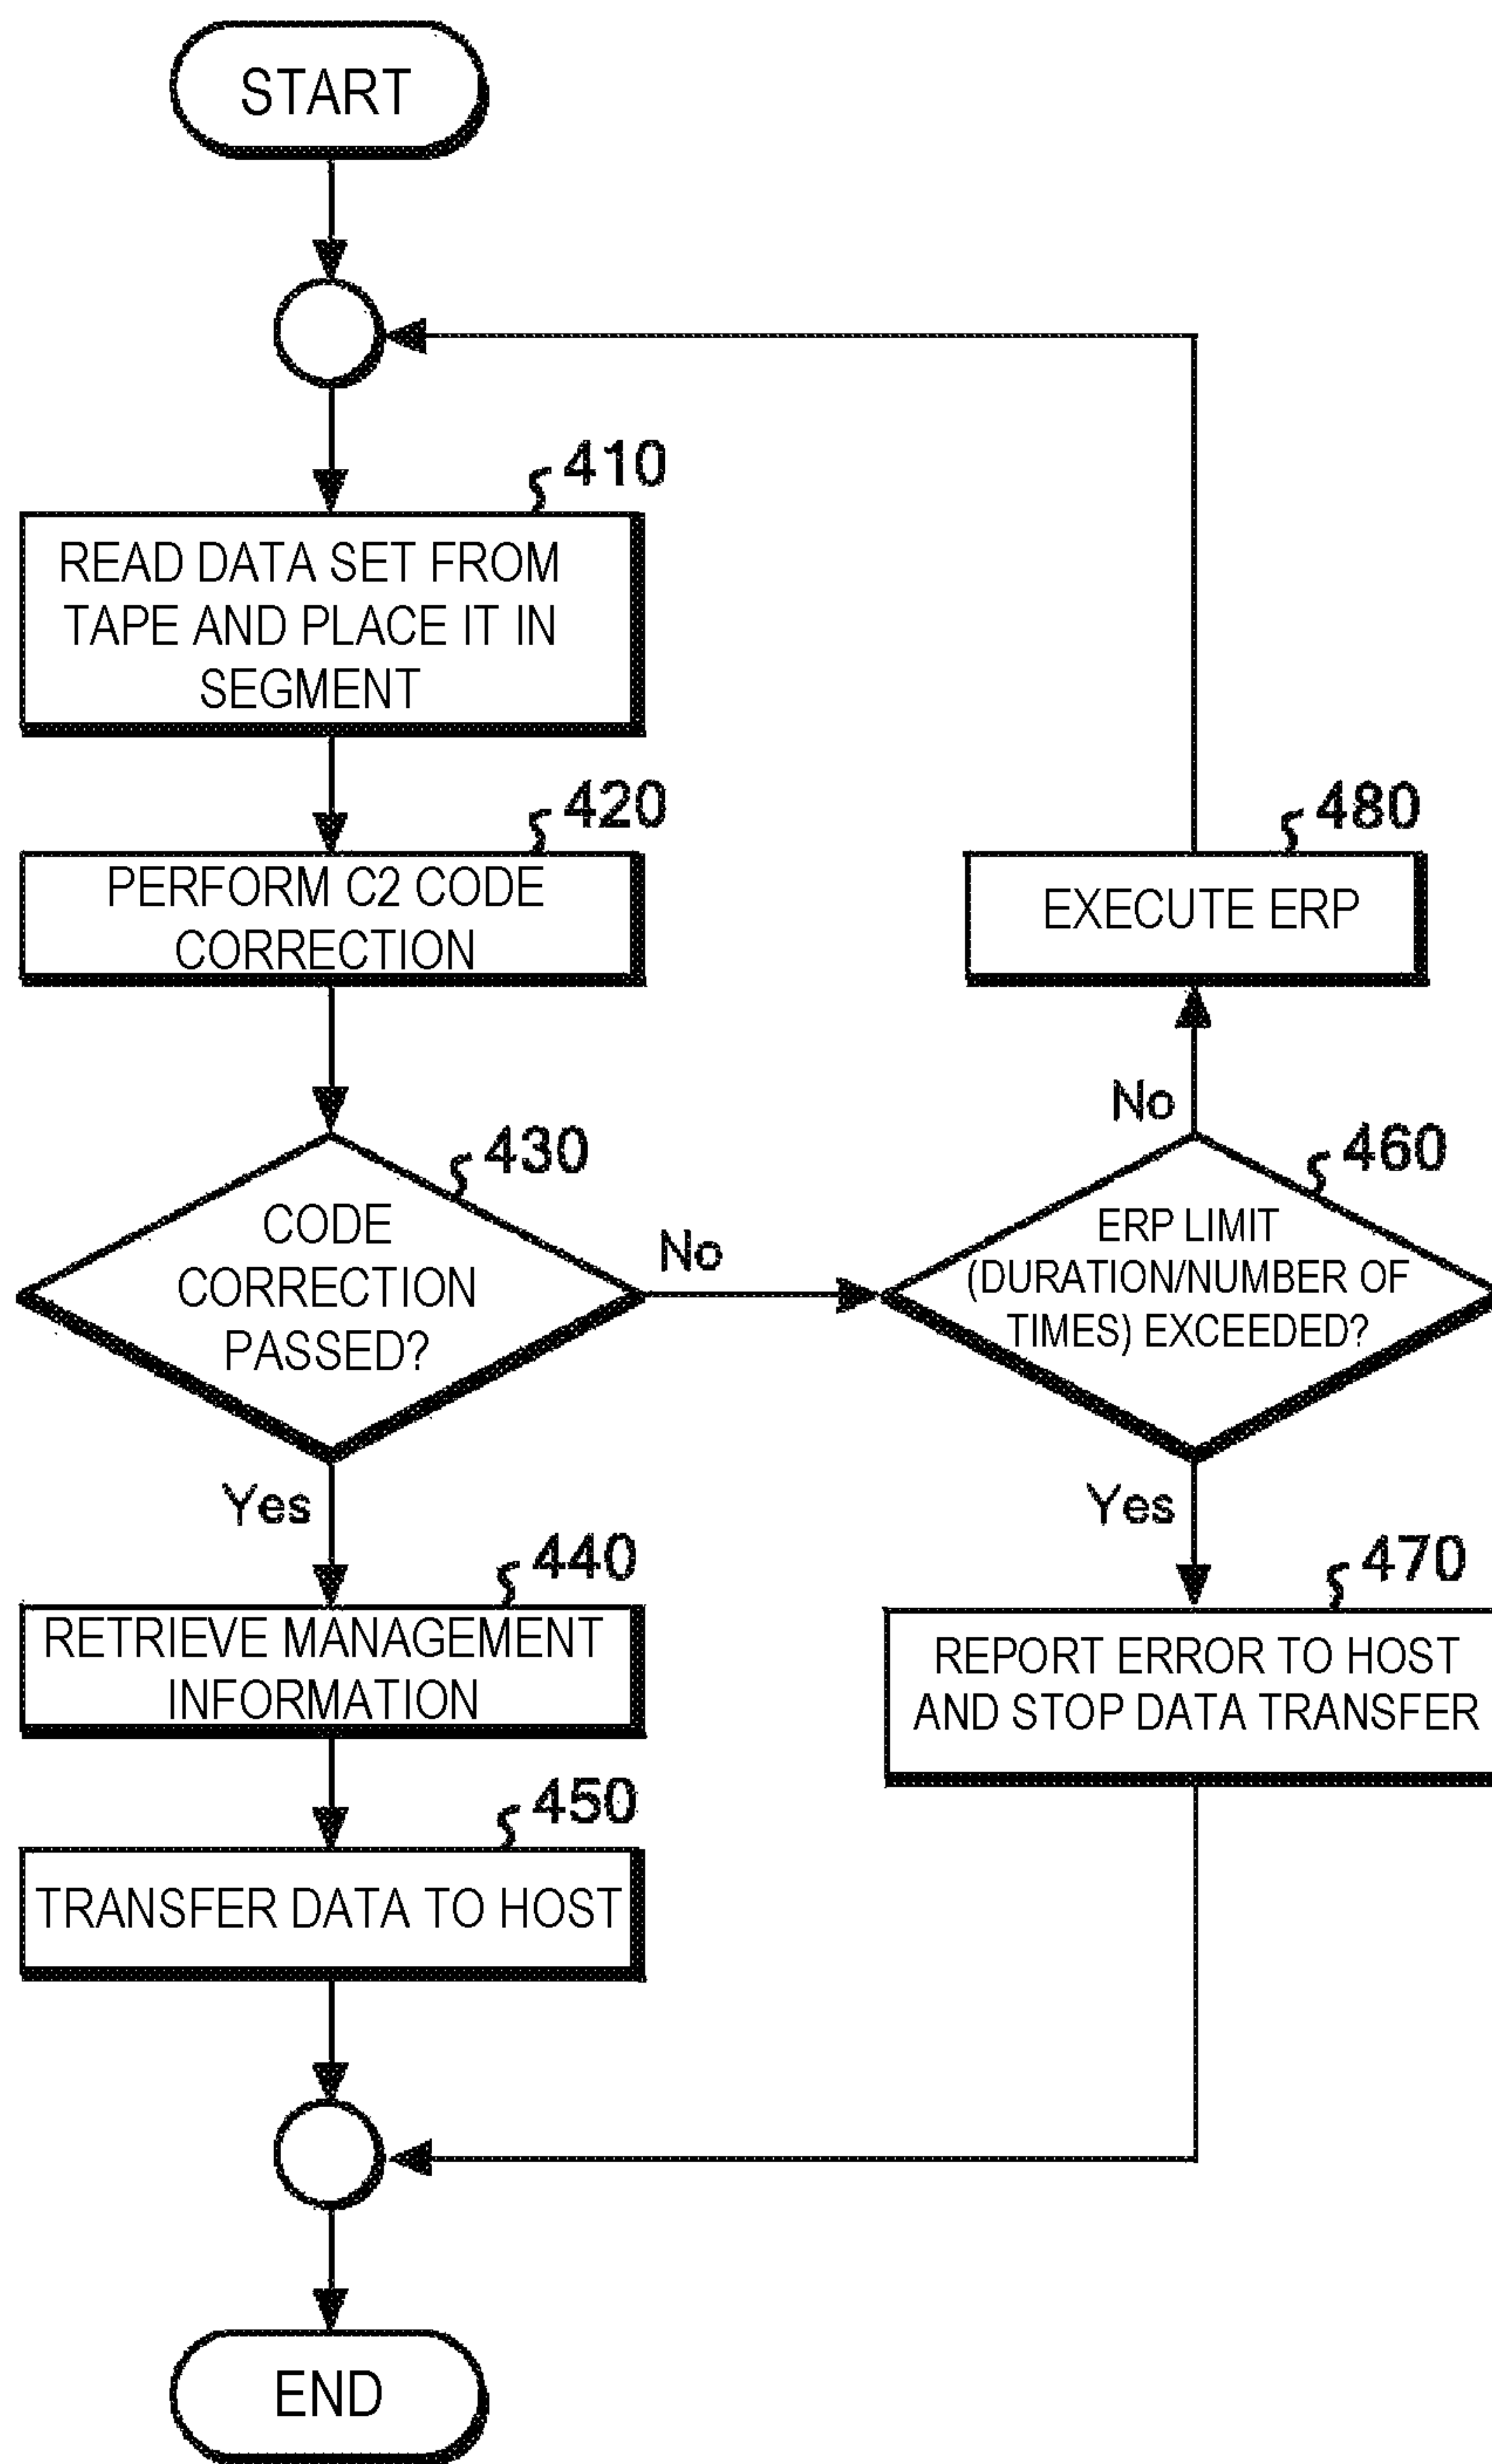 START
410
READ DATA SET FROM
TAPE AND PLACE IT IN
SEGMENT
420
PERFORM C2 CODE
CORRECTION
430
CODE
CORRECTION
PASSED?
No
Yes
440
RETRIEVE MANAGEMENT
INFORMATION
450
TRANSFER DATA TO HOST
480
EXECUTE ERP
No
460
ERP LIMIT
(DURATION/NUMBER OF
TIMES) EXCEEDED?
Yes
470
REPORT ERROR TO HOST
AND STOP DATA TRANSFER
END